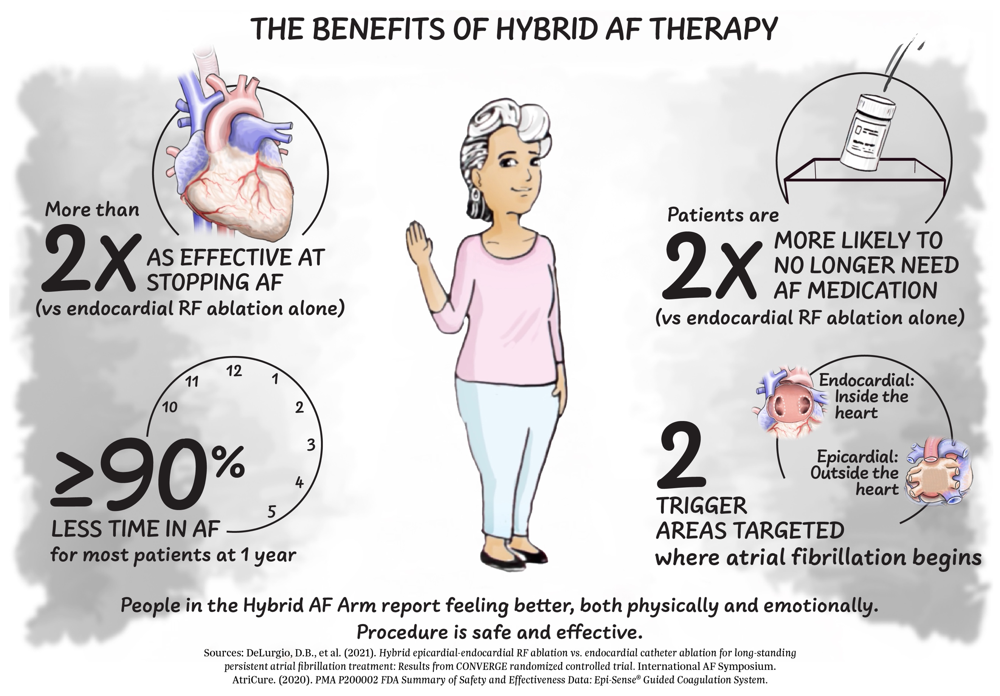 THE BENEFITS OF HYBRID AF THERAPY
More than
2X
AS EFFECTIVE AT
STOPPING AF
(vs endocardial RF ablation alone)
Patients are
2X
MORE LIKELY TO
NO LONGER NEED
AF MEDICATION
(vs endocardial RF ablation alone)
12
11
1
10
2
3
4
5
≥90%
LESS TIME IN AF
for most patients at 1 year
Endocardial:
Inside the
heart
Epicardial:
Outside the
heart
2
TRIGGER
AREAS TARGETED
where atrial fibrillation begins
People in the Hybrid AF Arm report feeling better, both physically and emotionally.
Procedure is safe and effective.
Sources: DeLurgio, D.B., et al. (2021). Hybrid epicardial-endocardial RF ablation vs. endocardial catheter ablation for long-standing
persistent atrial fibrillation treatment: Results from CONVERGE randomized controlled trial. International AF Symposium.
AtriCure. (2020). PMA P200002 FDA Summary of Safety and Effectiveness Data: Epi-Sense® Guided Coagulation System.